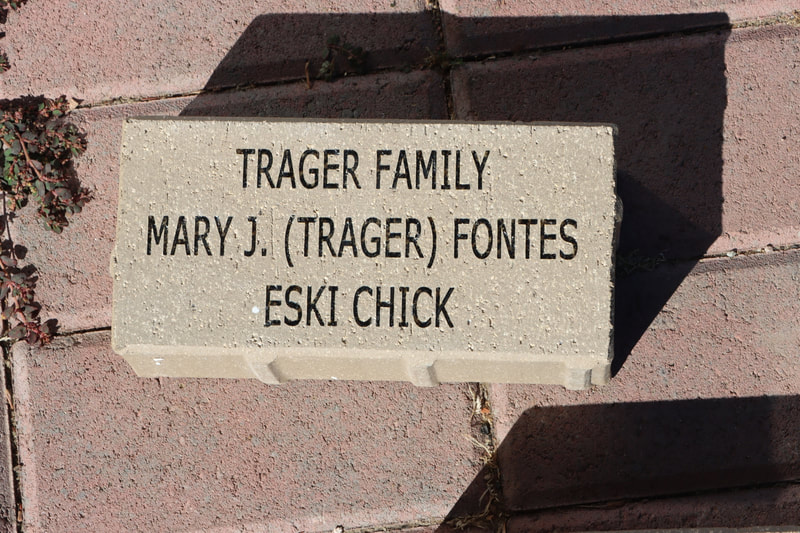 TRAGER FAMILY
MARY J. (TRAGER) FONTES
ESKI CHICK